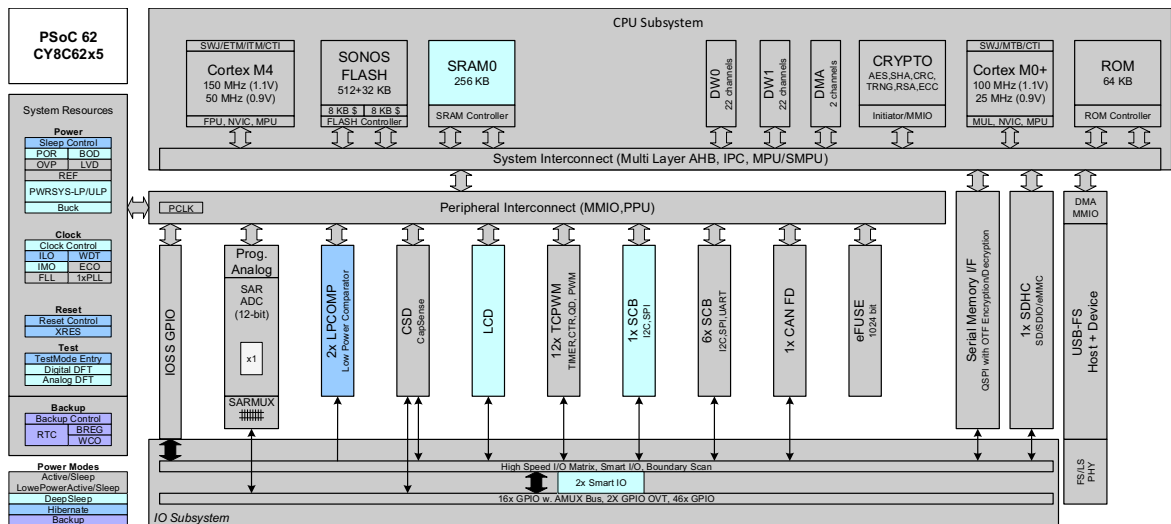 PSoC 62
CY8C62x5
System Resources
Power
Sleep Control
POR BOD
OVP LVD
REF
PWRSYS-LP/ULP
Buck
Clock
Clock Control
ILO WDT
IMO ECO
FLL 1xPLL
Reset
Reset Control
XRES
Test
TestMode Entry
Digital DFT
Analog DFT
Backup
Backup Control
RTC BREG
WCO
Power Modes
Active/Sleep
LowePowerActive/Sleep
DeepSleep
Hibernate
Backup
CPU Subsystem
SWJ/ETM/ITM/CTI
Cortex M4
150 MHz (1.1V)
50 MHz (0.9V)
FPU, NVIC, MPU
SONOS
FLASH
512+32 KB
8 KB $ 8 KB $
FLASH Controller
SRAM0
256 KB
SRAM Controller
DW0
22 channels
DW1
22 channels
DMA
2 channels
CRYPTO
AES,SHA,CRC,
TRNG,RSA,ECC
Initiator/MMIO
SWJ/MTB/CTI
Cortex M0+
100 MHz (1.1V)
25 MHz (0.9V)
MUL, NVIC, MPU
ROM
64 KB
ROM Controller
System Interconnect (Multi Layer AHB, IPC, MPU/SMPU)
PCLK
Peripheral Interconnect (MMIO,PPU)
IOSS GPIO
Prog.
Analog
SAR
ADC
(12-bit)
x1
SARMUX
2x LPCOMP
Low Power Comparator
CSD
CapSense
LCD
12x TCPWM
TIMER,CTR,QD, PWM
1x SCB
I2C,SPI
6x SCB
I2C,SPI,UART
1x CAN FD
eFUSE
1024 bit
Serial Memory I/F
QSPI with OTF Encryption/Decryption
1x SDHC
SD/SDIO/eMMC
DMA
MMIO
USB-FS
Host + Device
FS/LS
PHY
High Speed I/O Matrix, Smart I/O, Boundary Scan
2x Smart IO
16x GPIO w. AMUX Bus, 2X GPIO OVT, 46x GPIO
IO Subsystem